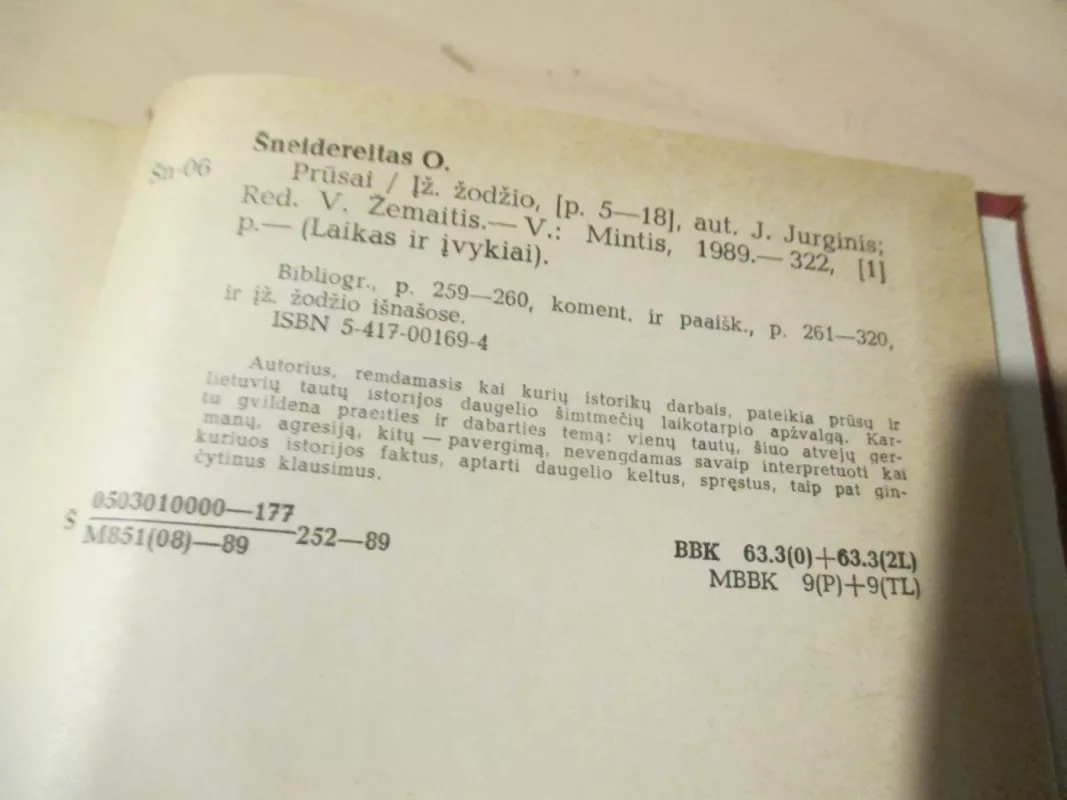 Šneidereitas O.
Šn-06
Prūsai / Įž. žodžio, [p. 5—18], aut. J. Jurginis;
Red. V. Žemaitis.— V.: Mintis, 1989.— 322, [1]
p.— (Laikas ir įvykiai).
Bibliogr., p. 259—260, koment. ir paaišk., p. 261—320,
ir įž. žodžio išnašose.
ISBN 5-417-00169-4
Autorius, remdamasis kai kurių istorikų darbais, pateikia prūsų ir
lietuvių tautų istorijos daugelio šimtmečių laikotarpio apžvalgą. Kar-
tu gvildena praeities ir dabarties temą: vienų tautų, šiuo atvejų ger-
manų, agresiją, kitų — pavergimą, nevengdamas savaip interpretuoti kai
kuriuos istorijos faktus, aptarti daugelio keltus, spręstus, taip pat gin-
čytinus klausimus.
Š 0503010000—177
M851(08)—89 252—89
BBK 63.3(0)+63.3(2L)
MBBK 9(P)+9(TL)